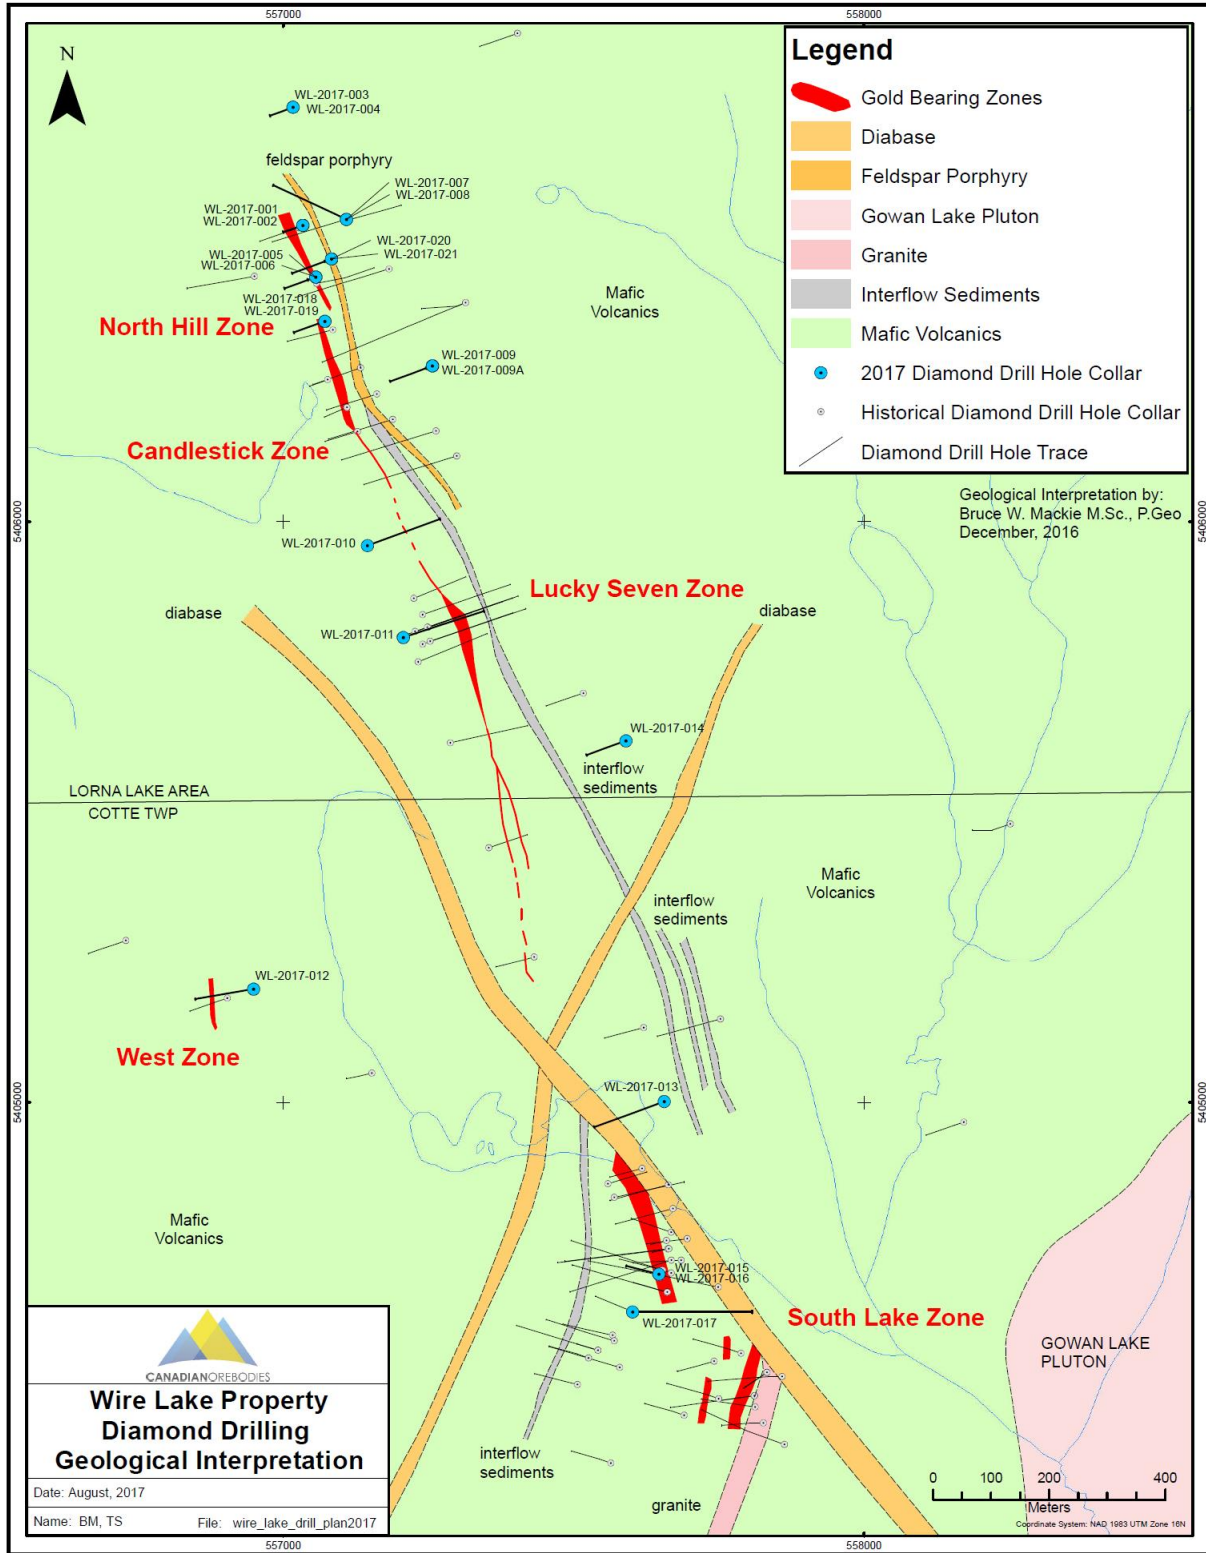 557000
558000
N
WL-2017-003
WL-2017-004
feldspar porphyry
WL-2017-007
WL-2017-008
WL-2017-001
WL-2017-002
WL-2017-020
WL-2017-021
WL-2017-005
WL-2017-006
WL-2017-018
WL-2017-019
North Hill Zone
Mafic
Volcanics
WL-2017-009
WL-2017-009A
Candlestick Zone
Legend
Gold Bearing Zones
Diabase
Feldspar Porphyry
Gowan Lake Pluton
Granite
Interflow Sediments
Mafic Volcanics
2017 Diamond Drill Hole Collar
Historical Diamond Drill Hole Collar
Diamond Drill Hole Trace
Geological Interpretation by:
Bruce W. Mackie M.Sc., P.Geo
December, 2016
5406000
5406000
WL-2017-010
Lucky Seven Zone
diabase
diabase
WL-2017-011
WL-2017-014
interflow
sediments
LORNA LAKE AREA
COTTE TWP
Mafic
Volcanics
interflow
sediments
WL-2017-012
West Zone
WL-2017-013
5405000
5405000
Mafic
Volcanics
WL-2017-015
WL-2017-016
WL-2017-017
South Lake Zone
GOWAN LAKE
PLUTON
interflow
sediments
granite
CANADIANOREBODIES
Wire Lake Property
Diamond Drilling
Geological Interpretation
Date: August, 2017
Name: BM, TS File: wire_lake_drill_plan2017
0 100 200 400
Meters
Coordinate System: NAD 1983 UTM Zone 16N
557000
558000